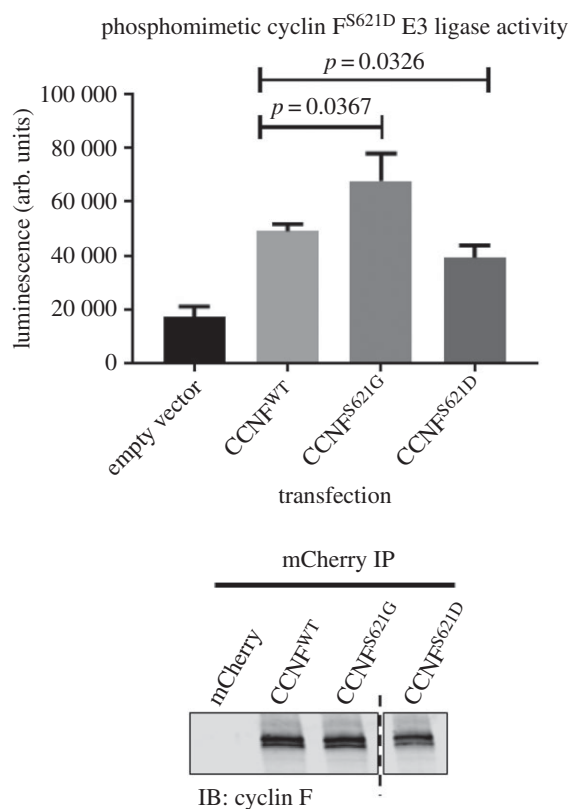 phosphomimetic cyclin F^S621D E3 ligase activity
p = 0.0326
p = 0.0367
100 000
80 000
60 000
40 000
20 000
0
luminescence (arb. units)
empty vector
CCNF^WT
CCNF^S621G
CCNF^S621D
transfection
mCherry IP
mCherry
CCNF^WT
CCNF^S621G
CCNF^S621D
IB: cyclin F